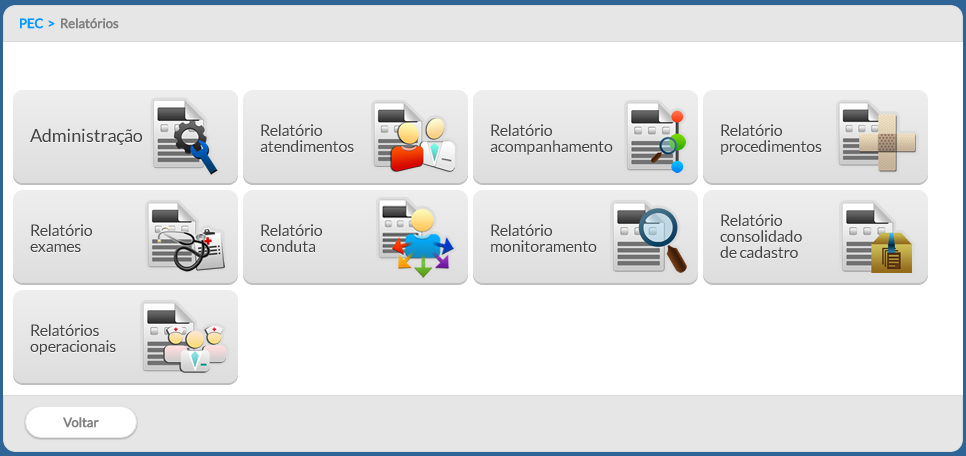 PEC > Relatórios
Administração
Relatório
atendimentos
Relatório
acompanhamento
Relatório
procedimentos
Relatório
exames
Relatório
conduta
Relatório
monitoramento
Relatório
consolidado
de cadastro
Relatórios
operacionais
Voltar